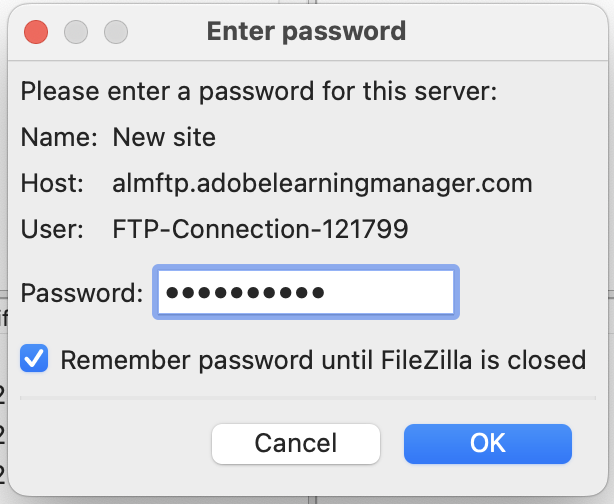 Enter password
Please enter a password for this server:
Name: New site
Host: almftp.adobelearningmanager.com
User: FTP-Connection-121799
Password: ••••••••••
Remember password until FileZilla is closed
Cancel OK